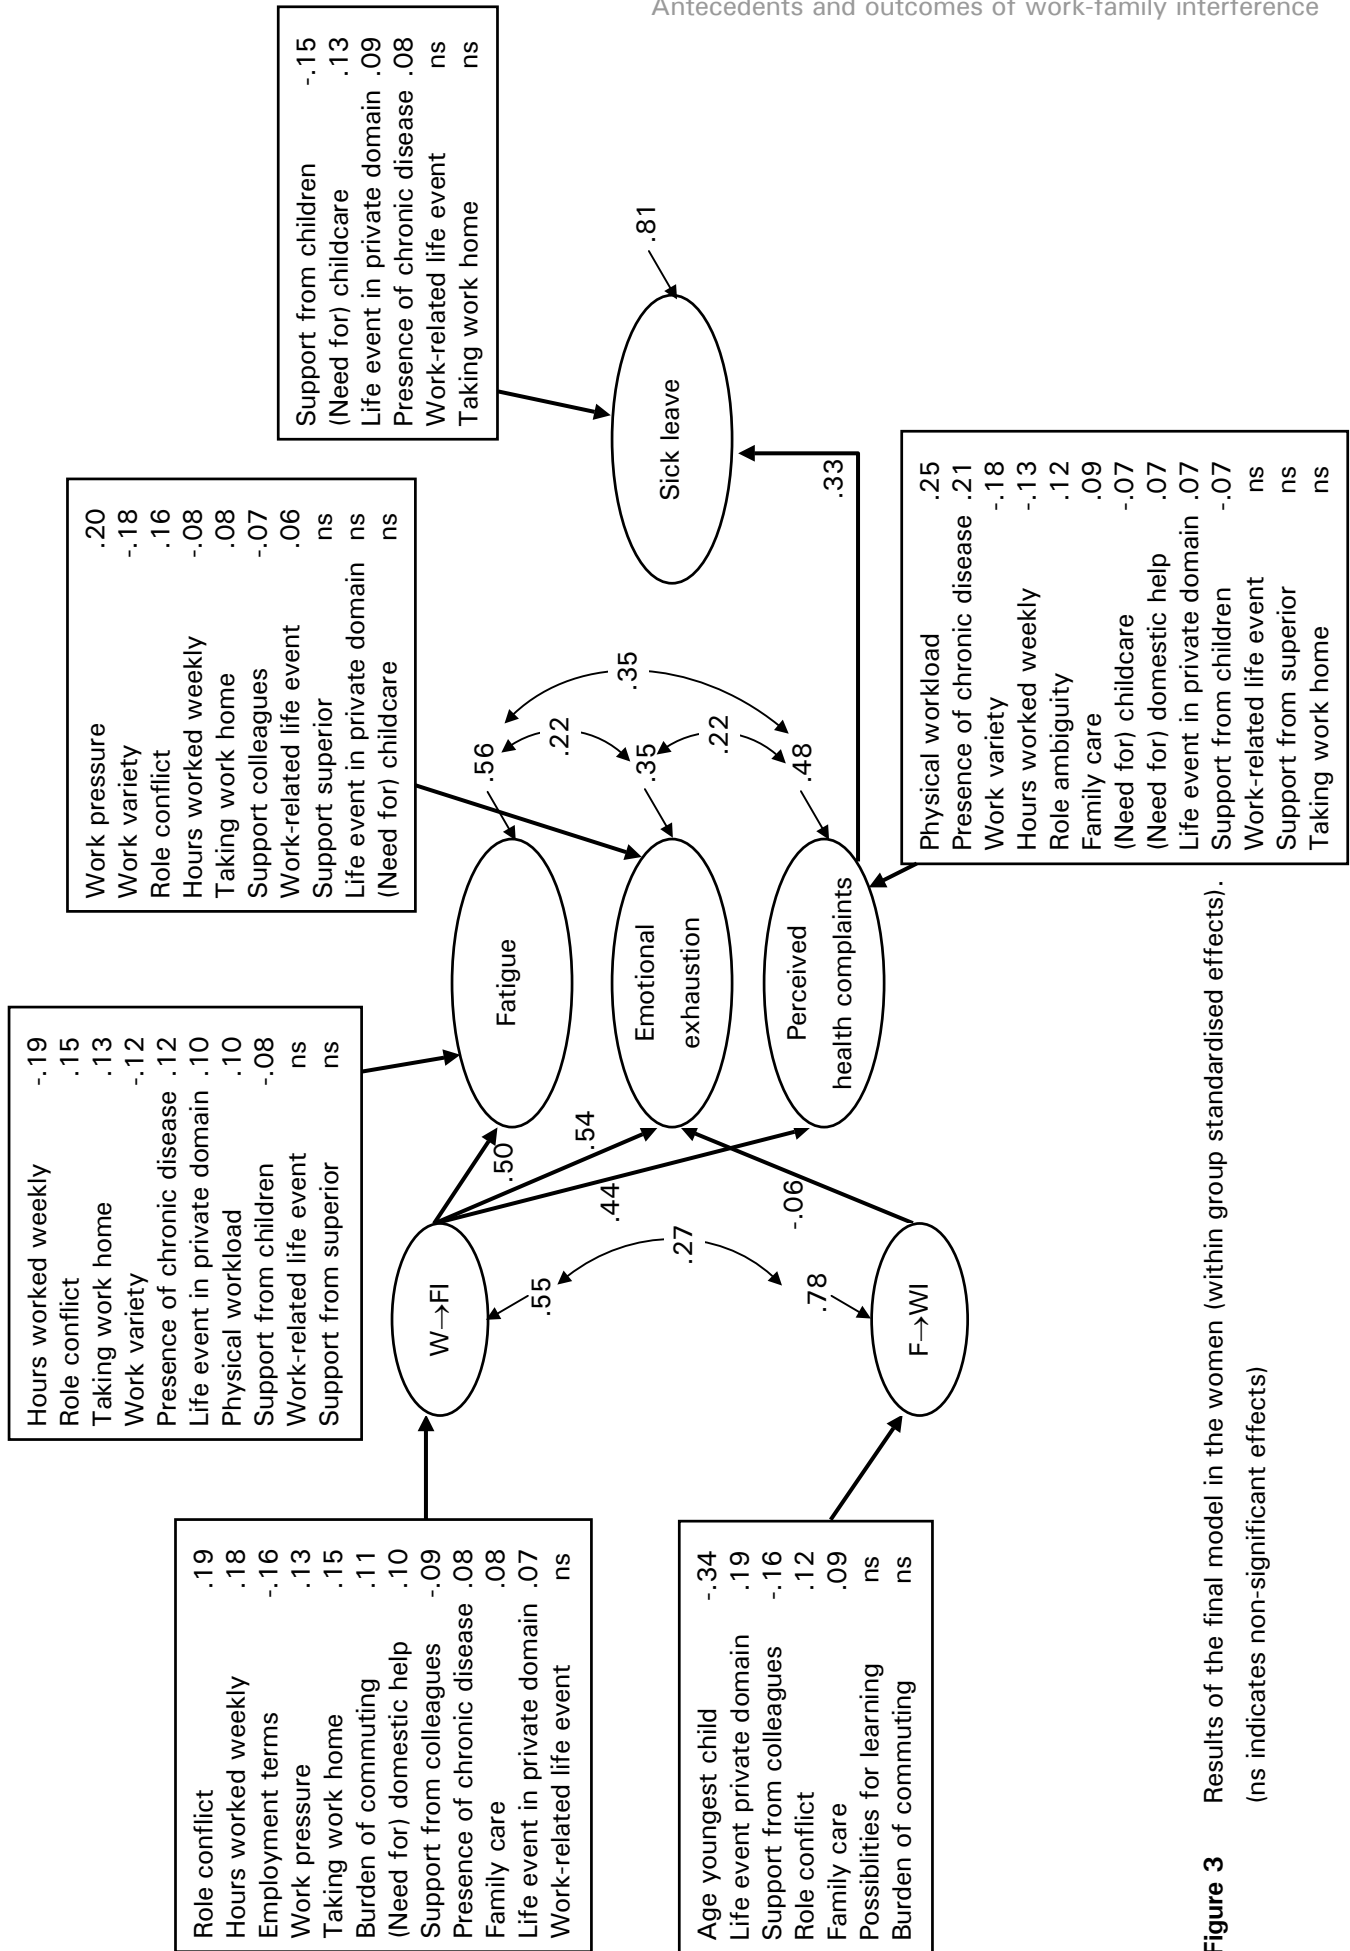 Antecedents and outcomes of work-family interference
Role conflict .19
Hours worked weekly .18
Employment terms -.16
Work pressure .13
Taking work home .15
Burden of commuting .11
(Need for) domestic help .10
Support from colleagues -.09
Presence of chronic disease .08
Family care .08
Life event in private domain .07
Work-related life event ns
Age youngest child -.34
Life event private domain .19
Support from colleagues -.16
Role conflict .12
Family care .09
Possiblities for learning ns
Burden of commuting ns
Hours worked weekly -.19
Role conflict .15
Taking work home .13
Work variety -.12
Presence of chronic disease .12
Life event in private domain .10
Physical workload .10
Support from children -.08
Work-related life event ns
Support from superior ns
W→FI
.55
.27
.78
F→WI
.50
.54
.44
-.06
Fatigue
Emotional
exhaustion
Perceived
health complaints
Work pressure .20
Work variety -.18
Role conflict .16
Hours worked weekly -.08
Taking work home .08
Support colleagues -.07
Work-related life event .06
Support superior ns
Life event in private domain ns
(Need for) childcare ns
.56
.22
.35
.35
.22
.48
Physical workload .25
Presence of chronic disease .21
Work variety -.18
Hours worked weekly -.13
Role ambiguity .12
Family care .09
(Need for) childcare -.07
(Need for) domestic help .07
Life event in private domain .07
Support from children -.07
Work-related life event ns
Support from superior ns
Taking work home ns
Support from children -.15
(Need for) childcare .13
Life event in private domain .09
Presence of chronic disease .08
Work-related life event ns
Taking work home ns
Sick leave
.81
.33
Figure 3 Results of the final model in the women (within group standardised effects).
(ns indicates non-significant effects)